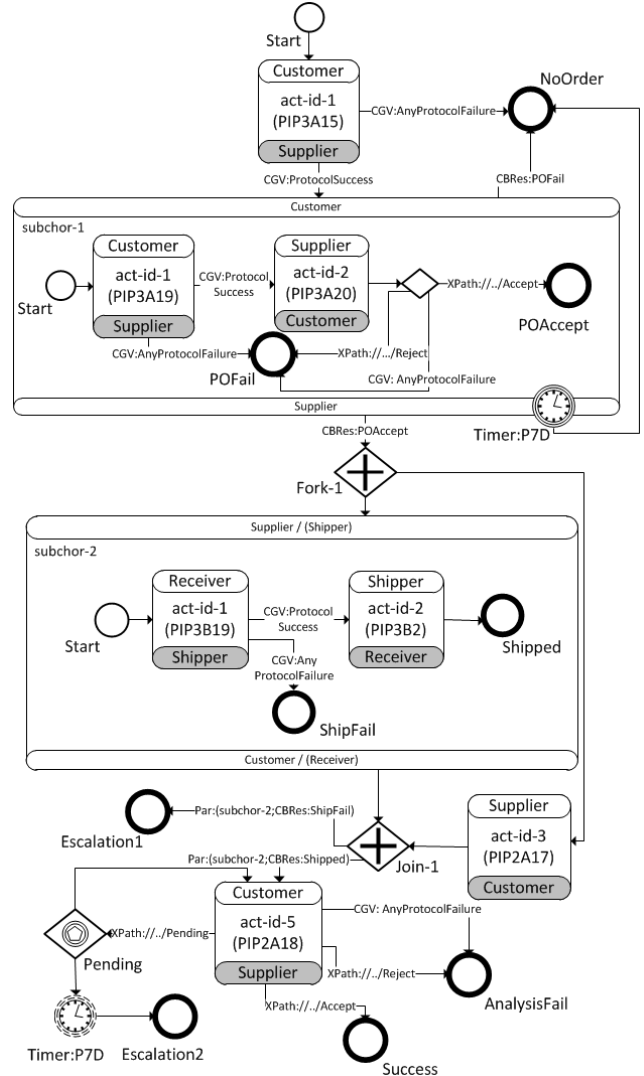 Start
Customer
act-id-1
(PIP3A15)
Supplier
CGV:AnyProtocolFailure
NoOrder
CGV:ProtocolSuccess
CBRes:POFail
Customer
subchor-1
Customer
act-id-1
(PIP3A19)
Supplier
Start
CGV:Protocol
Success
Supplier
act-id-2
(PIP3A20)
Customer
XPath://../Accept
POAccept
CGV:AnyProtocolFailure
POFail
XPath://.../Reject
CGV: AnyProtocolFailure
Supplier
Timer:P7D
CBRes:POAccept
Fork-1
Supplier / (Shipper)
subchor-2
Receiver
act-id-1
(PIP3B19)
Shipper
Start
CGV:Protocol
Success
Shipper
act-id-2
(PIP3B2)
Receiver
Shipped
CGV:Any
ProtocolFailure
ShipFail
Customer / (Receiver)
Par:(subchor-2;CBRes:ShipFail)
Escalation1
Supplier
act-id-3
(PIP2A17)
Customer
Par:(subchor-2;CBRes:Shipped)
Join-1
Customer
act-id-5
(PIP2A18)
Supplier
CGV: AnyProtocolFailure
XPath://../Pending
Pending
XPath://../Reject
AnalysisFail
XPath://../Accept
Timer:P7D
Escalation2
Success